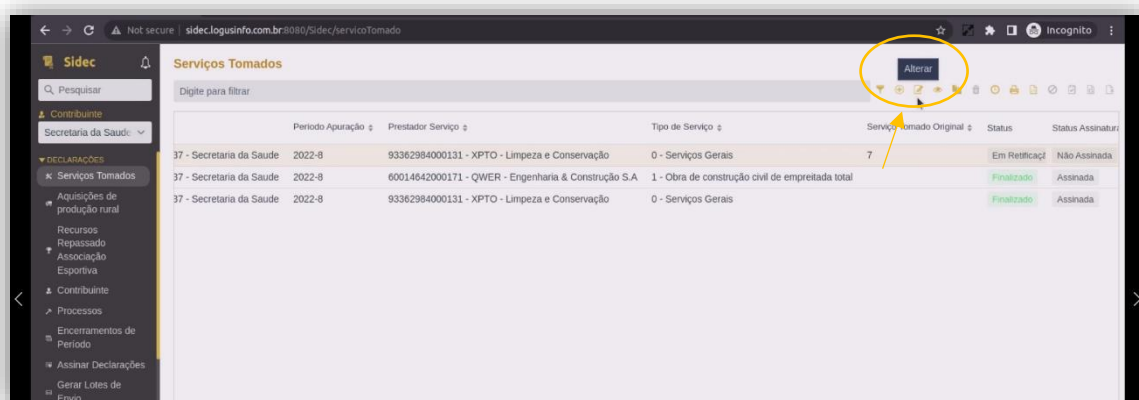 Not secure | sidec.logusinfo.com.br:8080/Sidec/servicoTomado
Incognito
Sidec
Pesquisar
Contribuinte
Secretaria da Saude
DECLARAÇÕES
Serviços Tomados
Aquisições de
produção rural
Recursos
Repassado
Associação
Esportiva
Contribuinte
Processos
Encerramentos de
Período
Assinar Declarações
Gerar Lotes de
Envio
Serviços Tomados
Alterar
Digite para filtrar
Período Apuração Prestador Serviço Tipo de Serviço Serviço Tomado Original Status Status Assinatura
37 - Secretaria da Saude 2022-8 93362984000131 - XPTO - Limpeza e Conservação 0 - Serviços Gerais 7 Em Retificaçã Não Assinada
37 - Secretaria da Saude 2022-8 60014642000171 - QWER - Engenharia & Construção S.A 1 - Obra de construção civil de empreitada total Finalizado Assinada
37 - Secretaria da Saude 2022-8 93362984000131 - XPTO - Limpeza e Conservação 0 - Serviços Gerais Finalizado Assinada